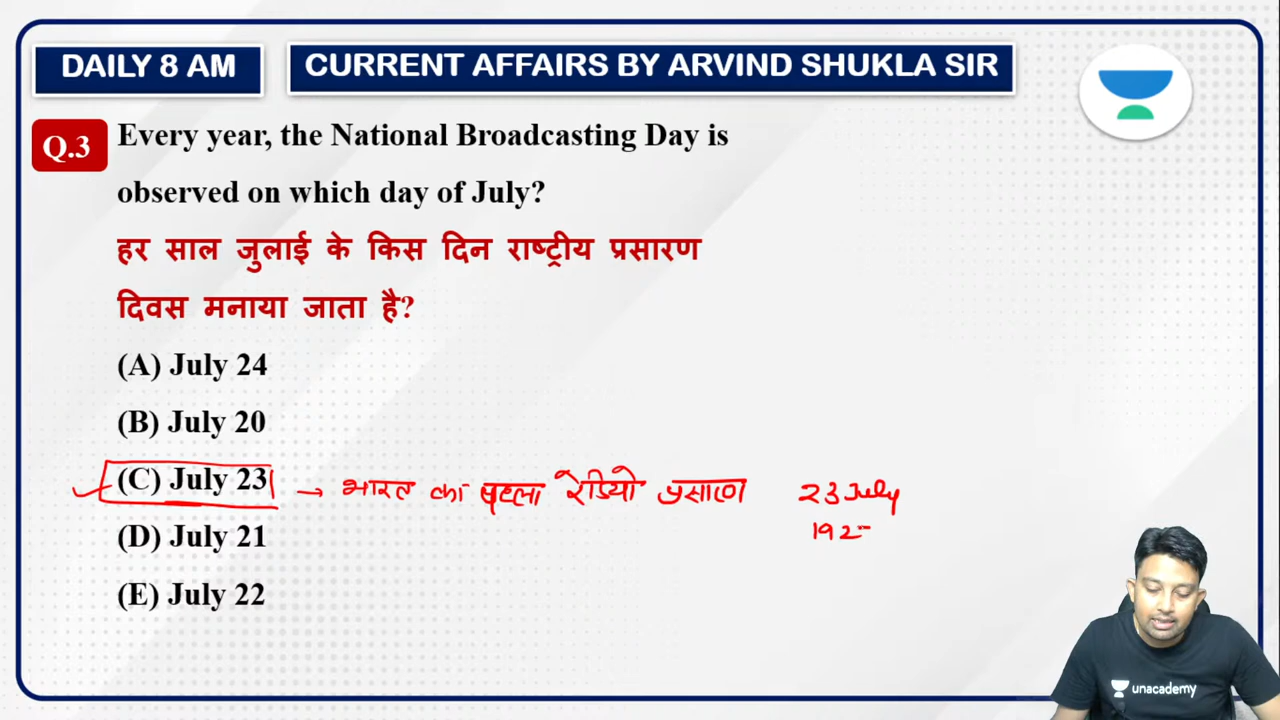 DAILY 8 AM
CURRENT AFFAIRS BY ARVIND SHUKLA SIR
Q.3
Every year, the National Broadcasting Day is
observed on which day of July?
हर साल जुलाई के किस दिन राष्ट्रीय प्रसारण
दिवस मनाया जाता है?
(A) July 24
(B) July 20
(C) July 23 → भारत का पहला रेडियो प्रसारण 23 July
192
(D) July 21
(E) July 22
unacademy